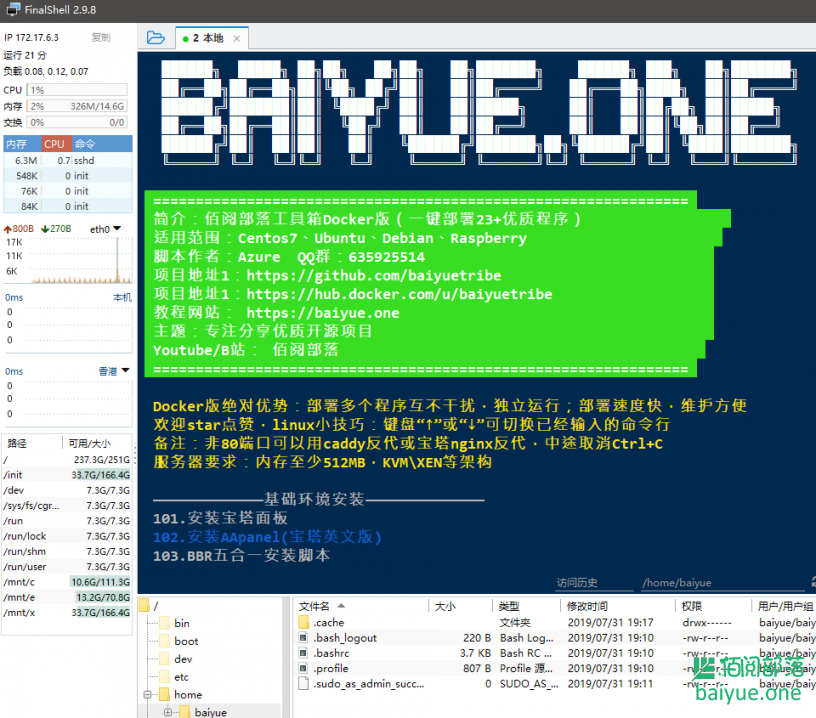 FinalShell 2.9.8
IP 172.17.6.3 复制
运行 21 分
负载 0.08, 0.12, 0.07
CPU 1%
内存 2% 326M/14.6G
交换 0% 0/0
内存 CPU 命令
6.3M 0.7 sshd
548K 0 init
76K 0 init
84K 0 init
800B 270B eth0
17K
11K
6K
0ms 本机
0
0
0
0ms 香港
0
0
0
路径 可用/大小
/ 237.3G/251G
/init 33.7G/166.4G
/dev 7.3G/7.3G
/sys/fs/cgr... 7.3G/7.3G
/run 7.3G/7.3G
/run/lock 7.3G/7.3G
/run/shm 7.3G/7.3G
/run/user 7.3G/7.3G
/mnt/c 10.6G/111.3G
/mnt/e 13.2G/70.8G
/mnt/x 33.7G/166.4G
2 本地 ×
BAIYUE.ONE
================================================================
简介：佰阅部落工具箱Docker版（一键部署23+优质程序）
适用范围：Centos7、Ubuntu、Debian、Raspberry
脚本作者：Azure QQ群：635925514
项目地址1：https://github.com/baiyuetribe
项目地址1：https://hub.docker.com/u/baiyuetribe
教程网站： https://baiyue.one
主题：专注分享优质开源项目
Youtube/B站： 佰阅部落
================================================================
Docker版绝对优势：部署多个程序互不干扰，独立运行；部署速度快，维护方便
欢迎star点赞，linux小技巧：键盘“↑”或“↓”可切换已经输入的命令行
备注：非80端口可以用caddy反代或宝塔nginx反代，中途取消Ctrl+C
服务器要求：内存至少512MB，KVM\XEN等架构
—————————————基础环境安装——————————————
101.安装宝塔面板
102.安装AApanel(宝塔英文版)
103.BBR五合一安装脚本
访问历史 /home/baiyue
/
bin
boot
dev
etc
home
baiyue
文件名 大小 类型 修改时间 权限 用户/用户组
.cache 文件夹 2019/07/31 19:17 drwx------ baiyue/baiy
.bash_logout 220 B Bash Log... 2019/07/31 19:10 -rw-r--r-- baiyue/baiy
.bashrc 3.7 KB Bash RC ... 2019/07/31 19:10 -rw-r--r-- baiyue/baiy
.profile 807 B Profile 源... 2019/07/31 19:10 -rw-r--r-- baiyue/baiy
.sudo_as_admin_succ... 0 SUDO_AS_... 2019/07/31 19:11 -rw-r--r-- baiyue/baiy
佰阅部落
baiyue.one